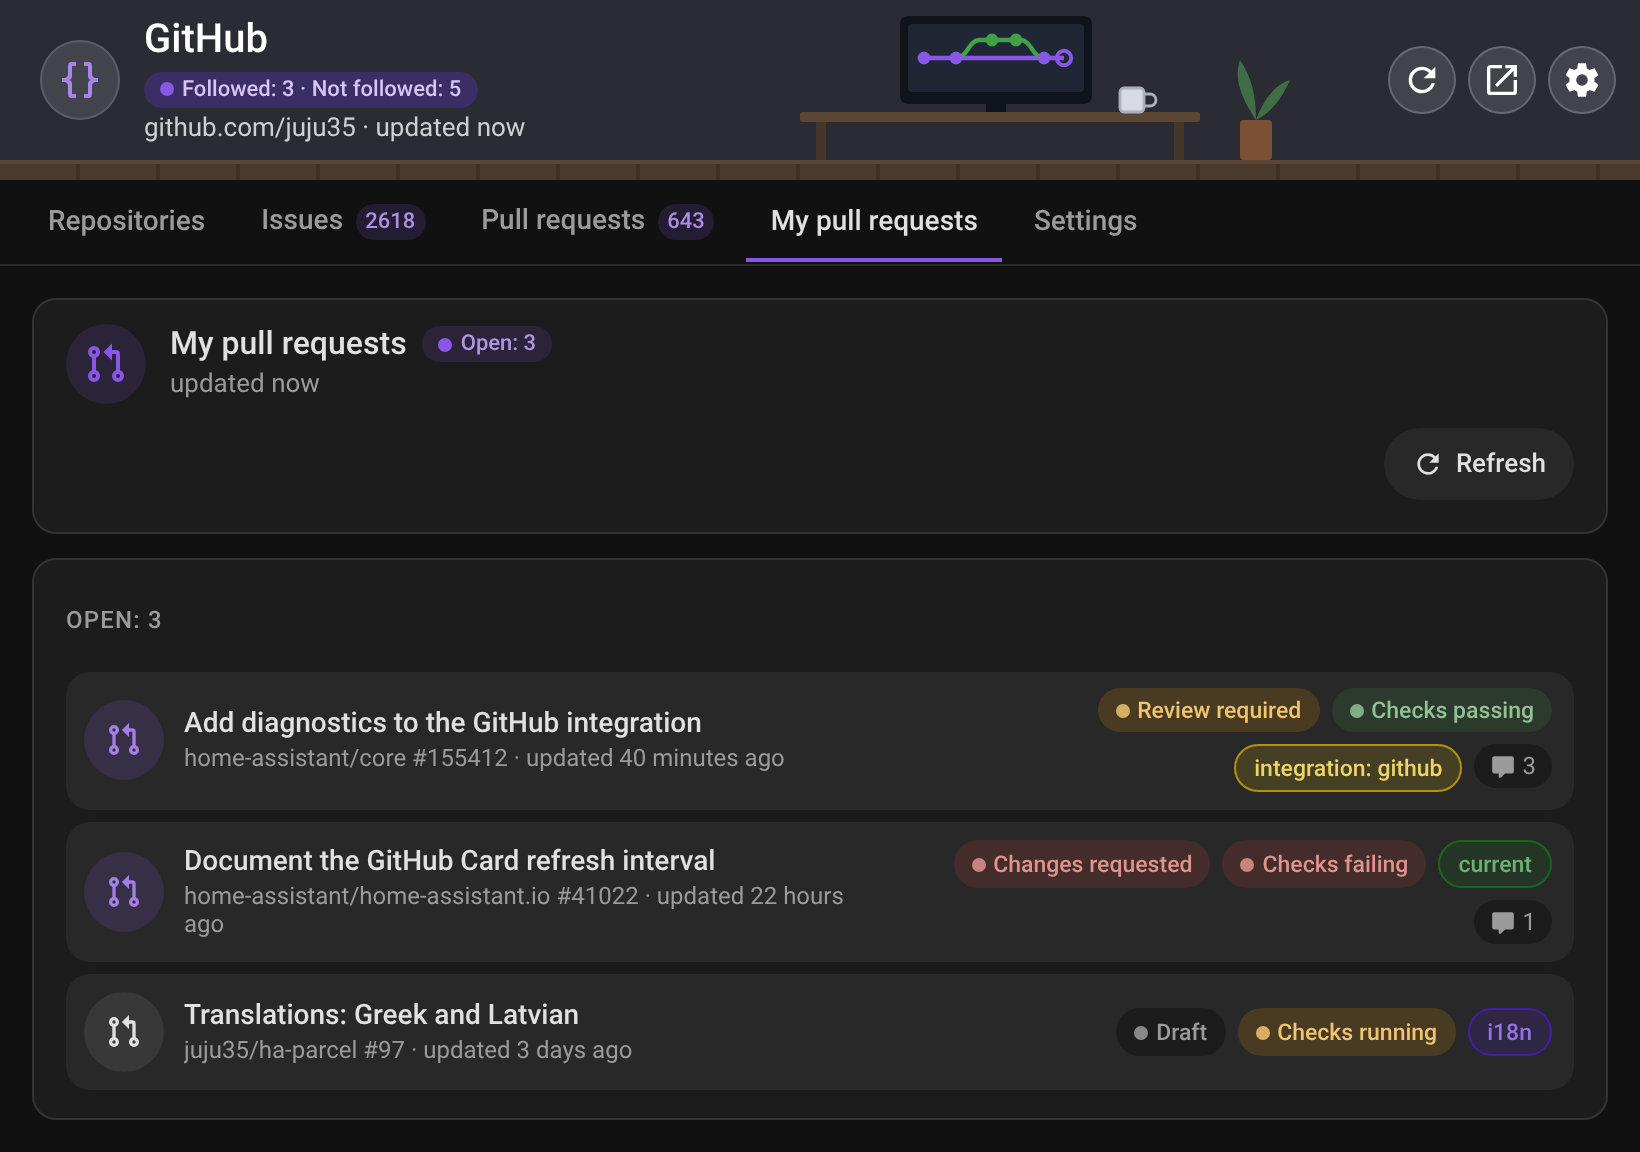 GitHub
Followed: 3 · Not followed: 5
github.com/juju35 · updated now
Repositories
Issues 2618
Pull requests 643
My pull requests
Settings
My pull requests
Open: 3
updated now
Refresh
OPEN: 3
Add diagnostics to the GitHub integration
home-assistant/core #155412 · updated 40 minutes ago
Review required
Checks passing
integration: github
3
Document the GitHub Card refresh interval
home-assistant/home-assistant.io #41022 · updated 22 hours
ago
Changes requested
Checks failing
current
1
Translations: Greek and Latvian
juju35/ha-parcel #97 · updated 3 days ago
Draft
Checks running
i18n